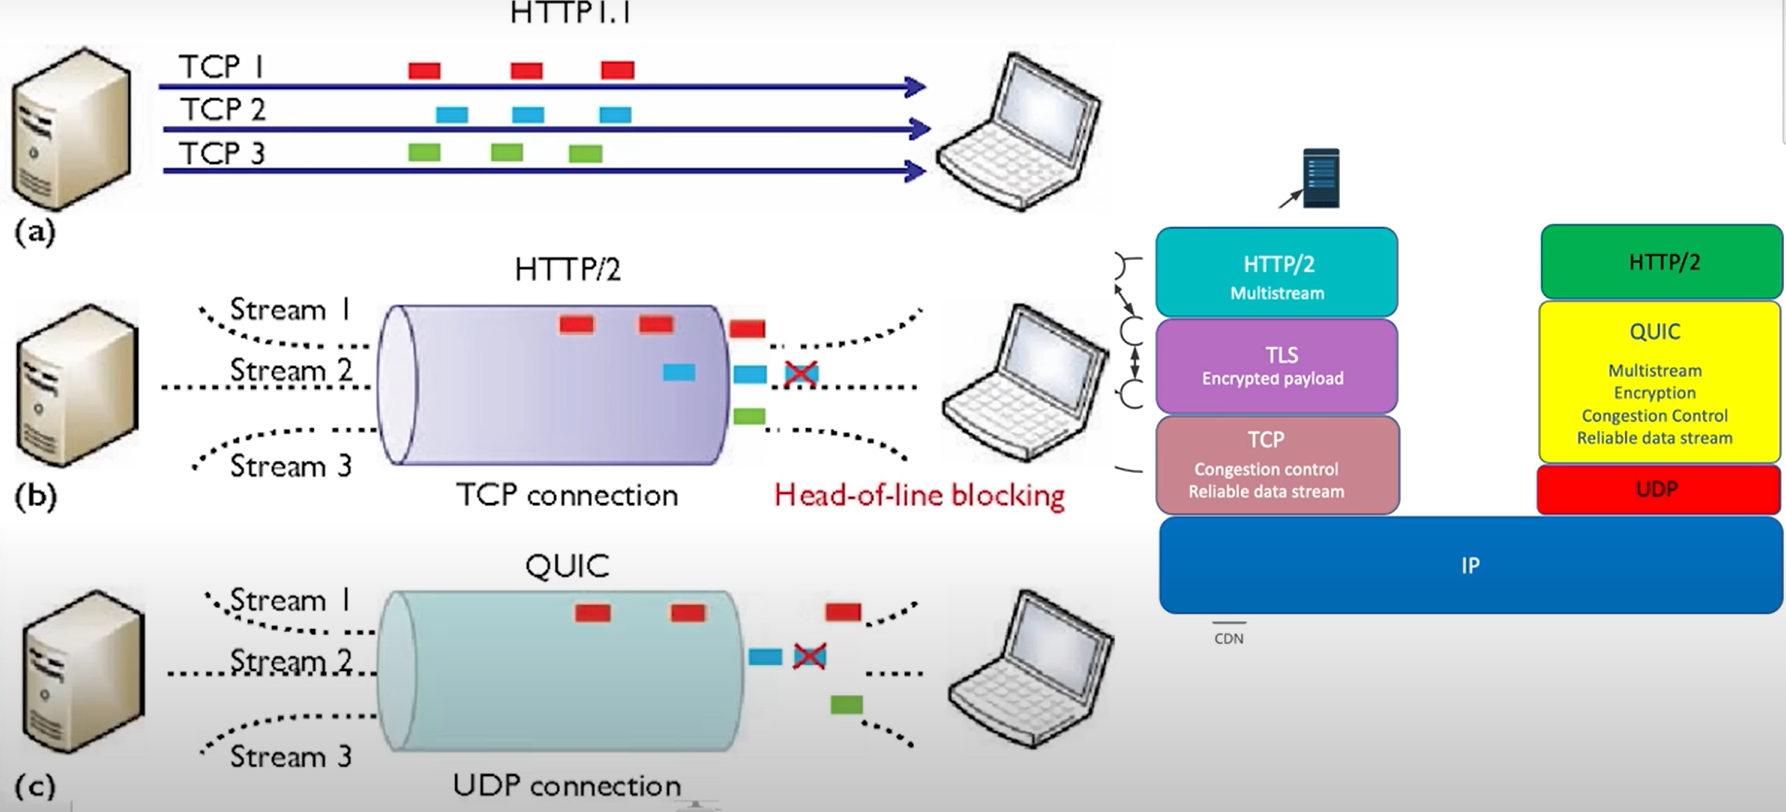 HTTP1.1
TCP 1
TCP 2
TCP 3
(a)
HTTP/2
Stream 1
Stream 2
Stream 3
TCP connection
Head-of-line blocking
(b)
QUIC
Stream 1
Stream 2
Stream 3
UDP connection
(c)
HTTP/2
Multistream
TLS
Encrypted payload
TCP
Congestion control
Reliable data stream
HTTP/2
QUIC
Multistream
Encryption
Congestion Control
Reliable data stream
UDP
IP
CDN